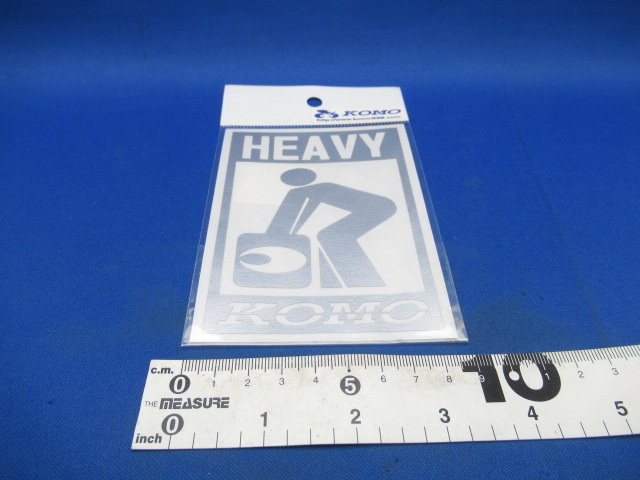 KOMO
HEAVY
KOMO
c.m. 0 1 2 3 4 5 6 7 8 9 10 1 2 3
THE MEASURE
inch 0 1 2 3 4 5